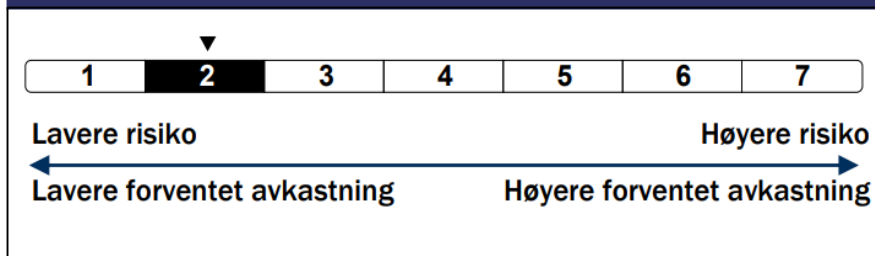 1 2 3 4 5 6 7
Lavere risiko Høyere risiko
Lavere forventet avkastning Høyere forventet avkastning